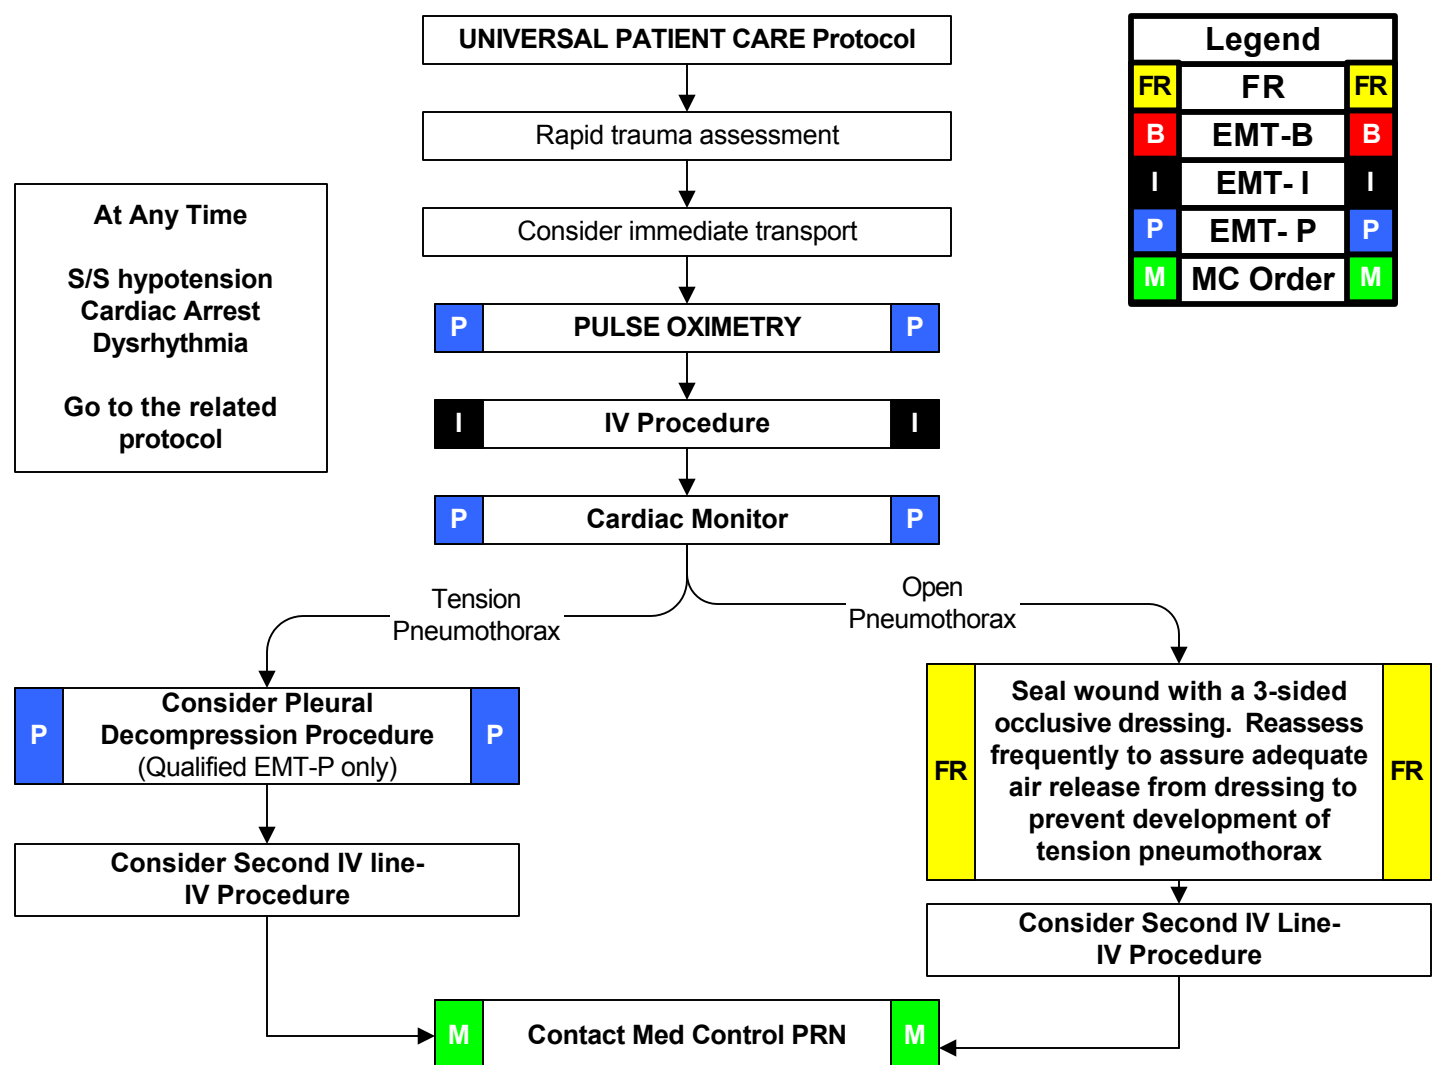 UNIVERSAL PATIENT CARE Protocol
Legend
FR FR FR
B EMT-B B
I EMT- I I
P EMT- P P
M MC Order M
Rapid trauma assessment
Consider immediate transport
At Any Time
S/S hypotension
Cardiac Arrest
Dysrhythmia
Go to the related
protocol
P PULSE OXIMETRY P
I IV Procedure I
P Cardiac Monitor P
Tension
Pneumothorax
Open
Pneumothorax
P Consider Pleural P
Decompression Procedure
(Qualified EMT-P only)
Consider Second IV line-
IV Procedure
FR FR
Seal wound with a 3-sided
occlusive dressing. Reassess
frequently to assure adequate
air release from dressing to
prevent development of
tension pneumothorax
Consider Second IV Line-
IV Procedure
M Contact Med Control PRN M